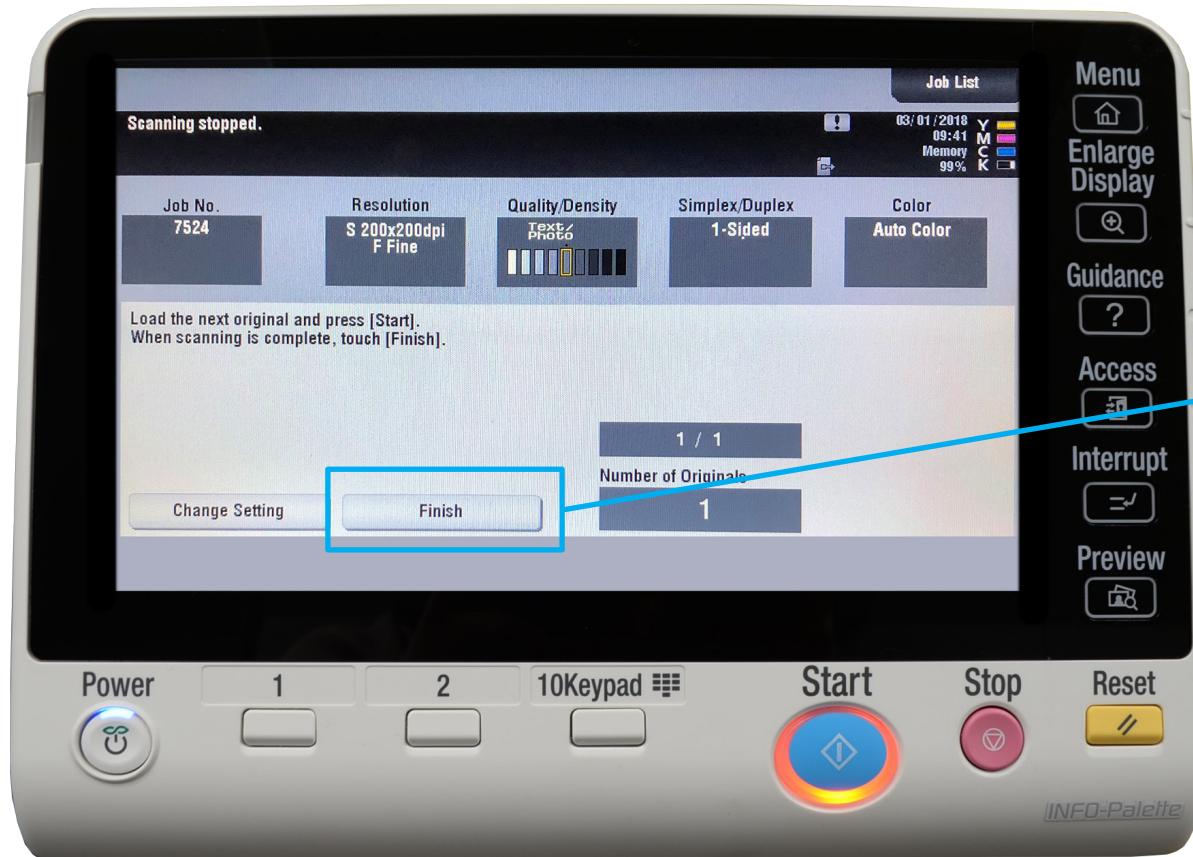 Job List
Scanning stopped.
03/01/2018
09:41
Memory
99%
Y
M
C
K
Job No.
7524
Resolution
S 200x200dpi
F Fine
Quality/Density
Text/
Photo
Simplex/Duplex
1-Sided
Color
Auto Color
Load the next original and press [Start].
When scanning is complete, touch [Finish].
1 / 1
Number of Originals
1
Change Setting
Finish
Menu
Enlarge
Display
Guidance
Access
Interrupt
Preview
Power
1
2
10Keypad
Start
Stop
Reset
INFO-Palette